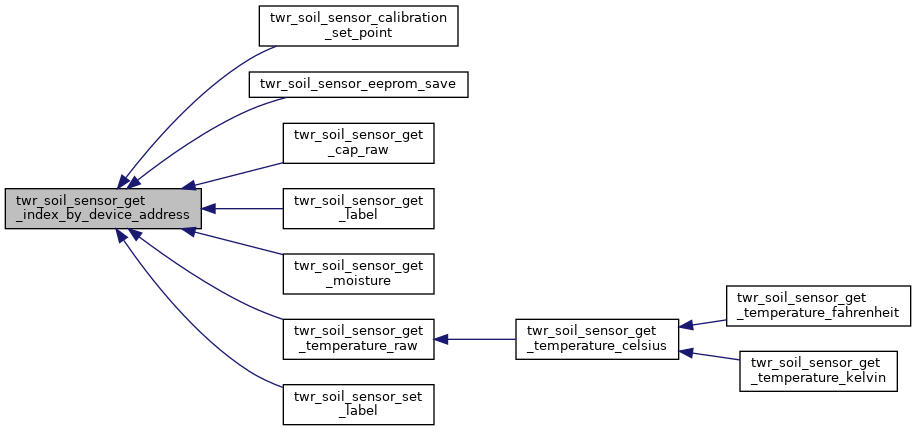 twr_soil_sensor_calibration
_set_point
twr_soil_sensor_eeprom_save
twr_soil_sensor_get
_cap_raw
twr_soil_sensor_get
_index_by_device_address
twr_soil_sensor_get
_label
twr_soil_sensor_get
_moisture
twr_soil_sensor_get
_temperature_raw
twr_soil_sensor_get
_temperature_celsius
twr_soil_sensor_get
_temperature_fahrenheit
twr_soil_sensor_get
_temperature_kelvin
twr_soil_sensor_set
_label